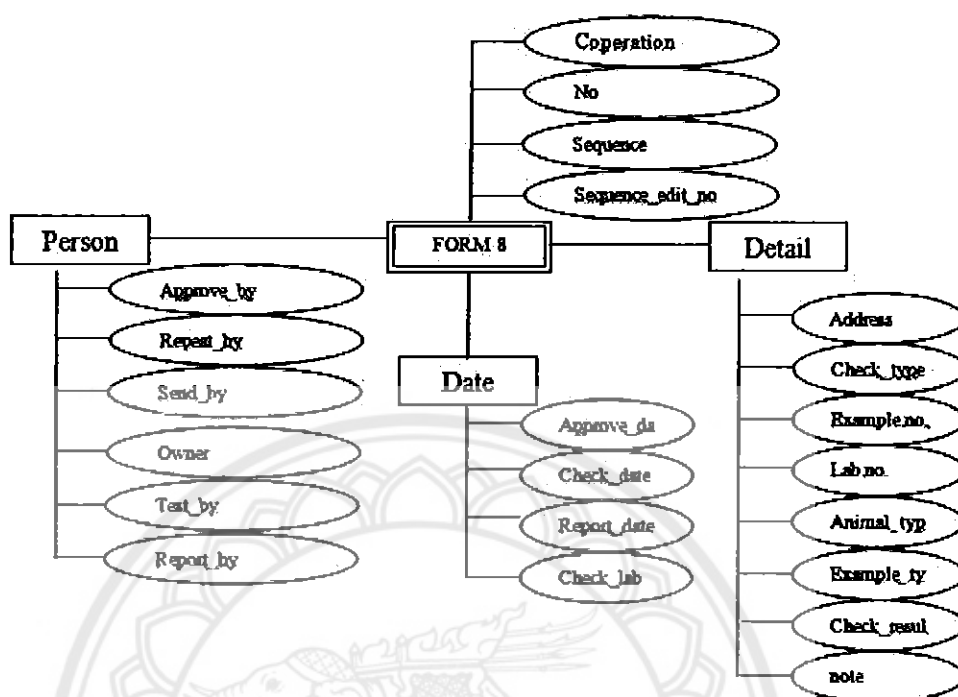 Coperation
No
Sequence
Sequence_edit_no
FORM 8
Person
Approve_by
Repest_by
Send_by
Owner
Test_by
Report_by
Date
Approve_da
Check_date
Report_date
Check_lab
Detail
Address
Check_type
Example.no.
Lab.no.
Animal_typ
Example_ty
Check_resul
note